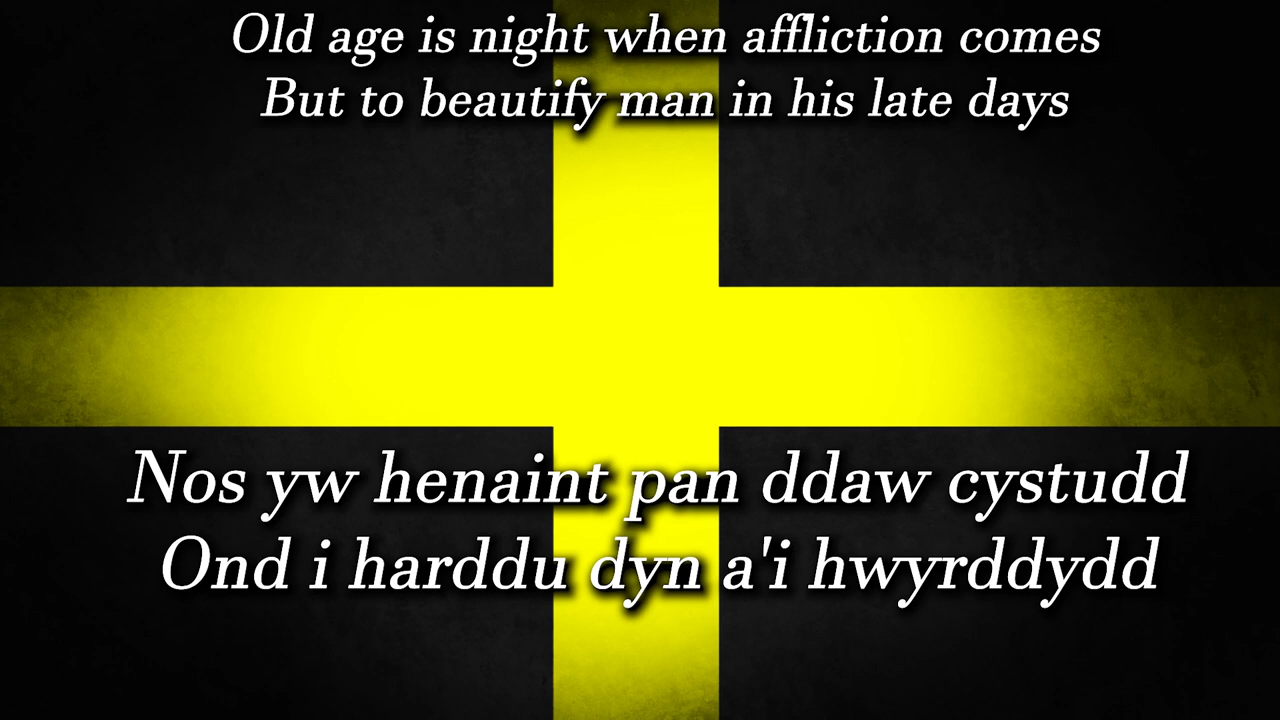 Old age is night when affliction comes
But to beautify man in his late days
Nos yw henaint pan ddaw cystudd
Ond i harddu dyn a'i hwyrddydd